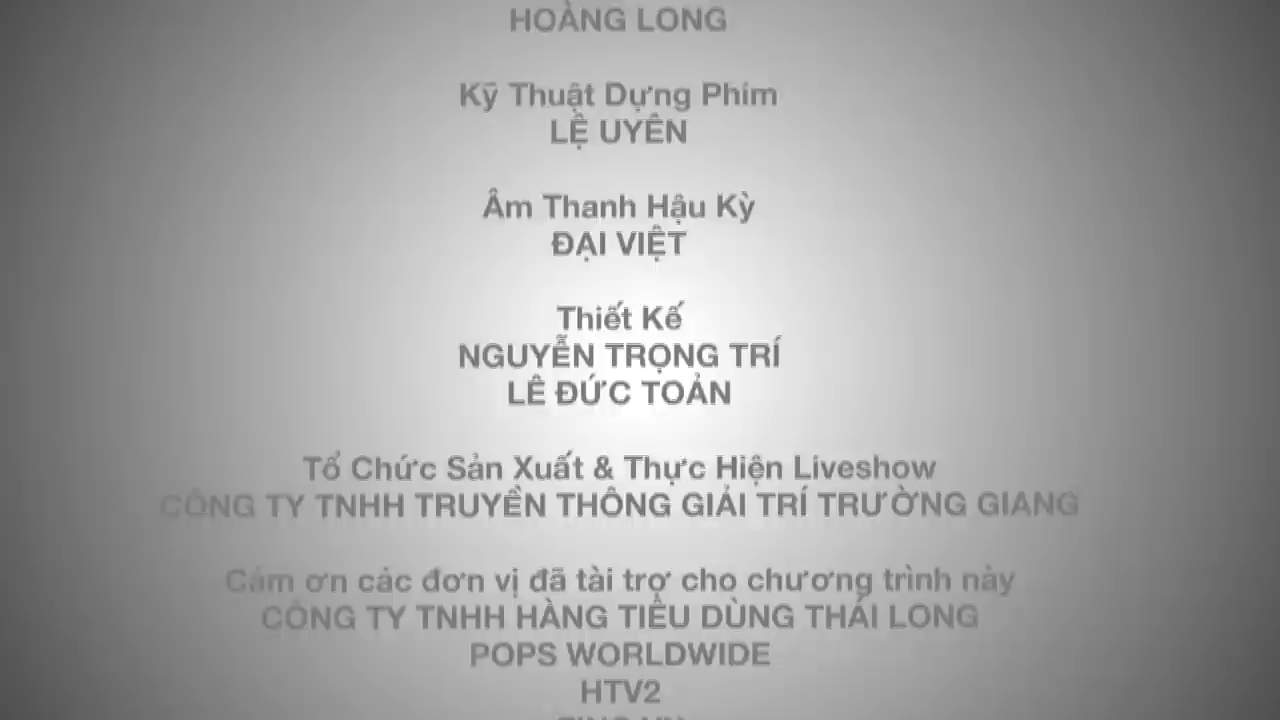 HOÀNG LONG
Kỹ Thuật Dựng Phim
LỆ UYÊN
Âm Thanh Hậu Kỳ
ĐẠI VIỆT
Thiết Kế
NGUYỄN TRỌNG TRÍ
LÊ ĐỨC TOẢN
Tổ Chức Sản Xuất & Thực Hiện Liveshow
CÔNG TY TNHH TRUYỀN THÔNG GIẢI TRÍ TRƯỜNG GIANG
Cám ơn các đơn vị đã tài trợ cho chương trình này
CÔNG TY TNHH HÀNG TIÊU DÙNG THÁI LONG
POPS WORLDWIDE
HTV2